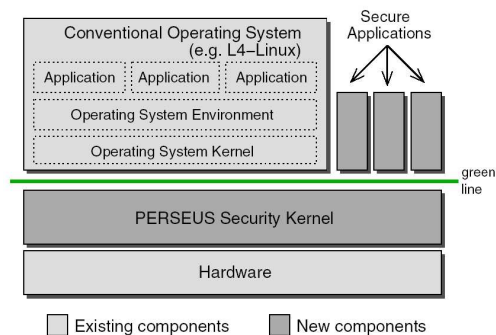 Conventional Operating System
(e.g. L4−Linux)
Application
Application
Application
Operating System Environment
Operating System Kernel
Secure
Applications
green
line
PERSEUS Security Kernel
Hardware
Existing components
New components